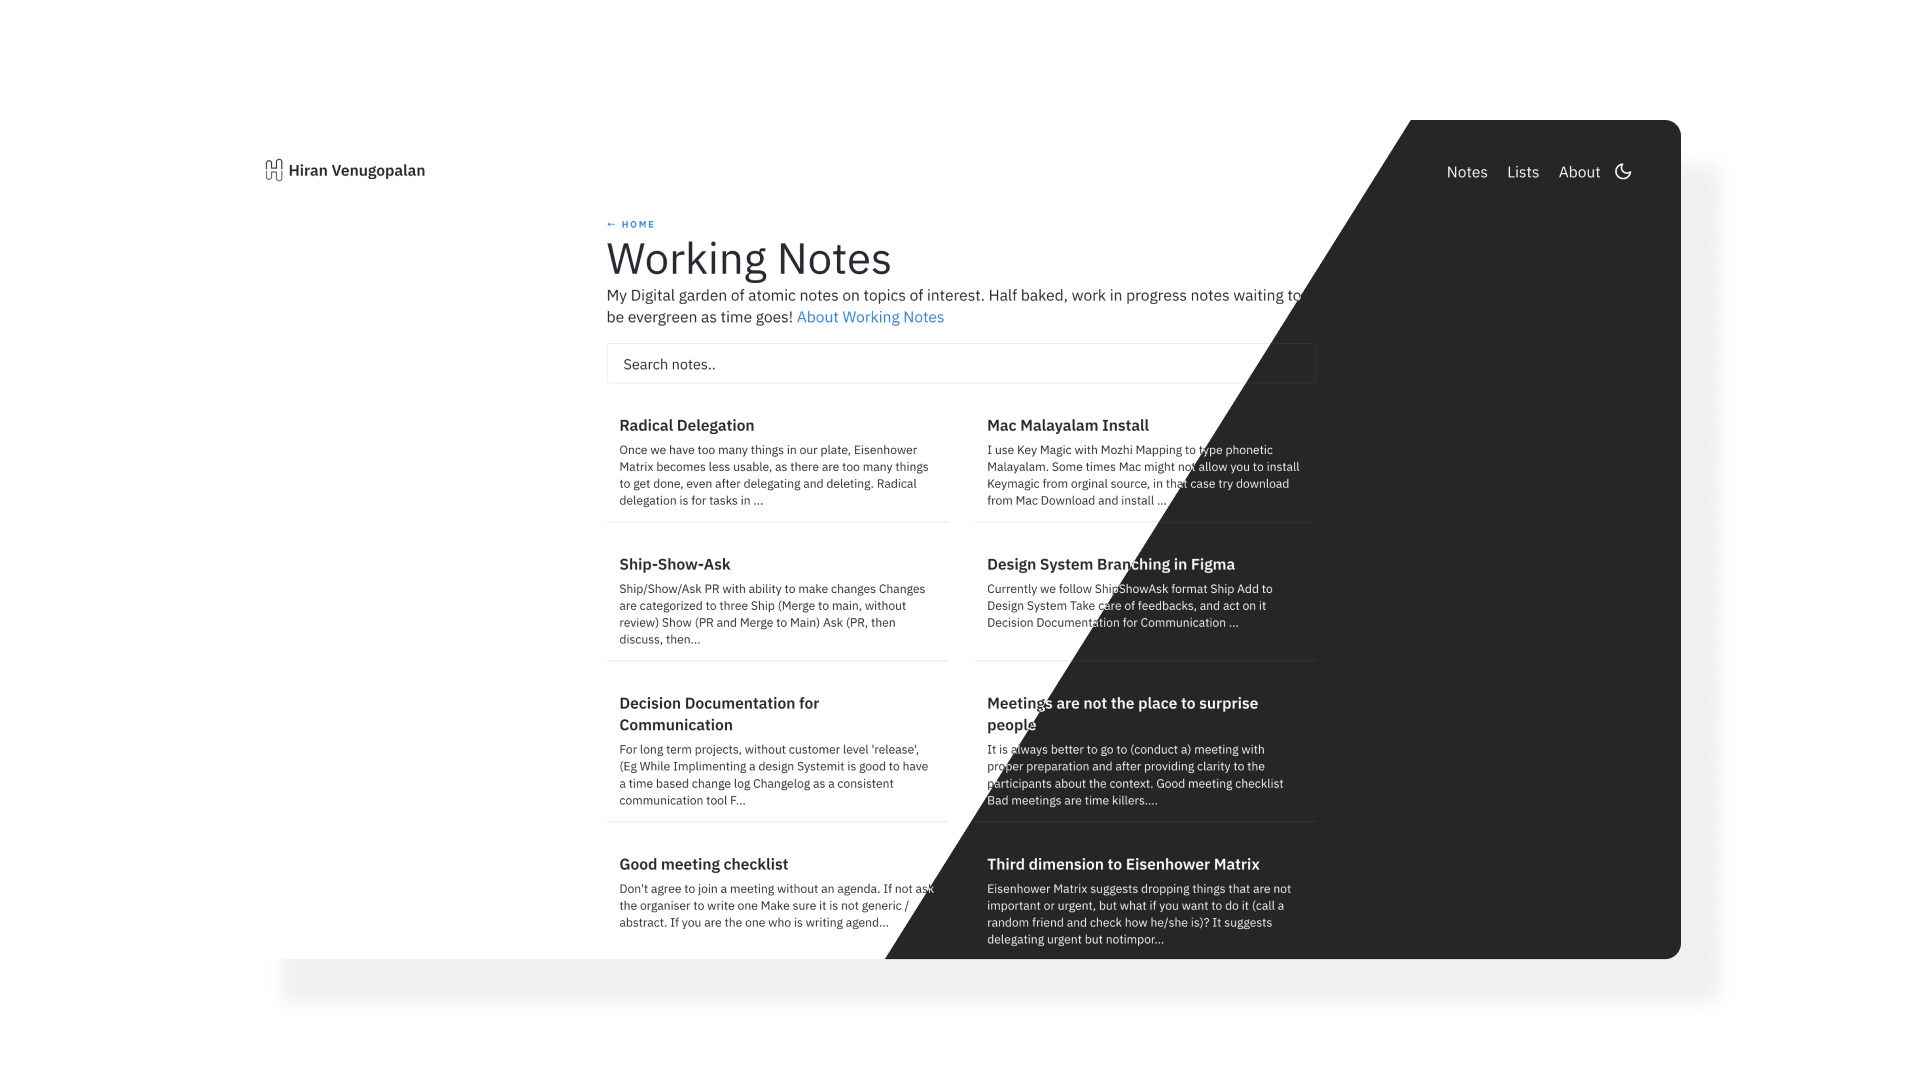 Hiran Venugopalan
Notes Lists About
← HOME
Working Notes
My Digital garden of atomic notes on topics of interest. Half baked, work in progress notes waiting to
be evergreen as time goes! About Working Notes
Search notes..
Radical Delegation
Once we have too many things in our plate, Eisenhower
Matrix becomes less usable, as there are too many things
to get done, even after delegating and deleting. Radical
delegation is for tasks in ...
Mac Malayalam Install
I use Key Magic with Mozhi Mapping to type phonetic
Malayalam. Some times Mac might not allow you to install
Keymagic from orginal source, in that case try download
from Mac Download and install ...
Ship-Show-Ask
Ship/Show/Ask PR with ability to make changes Changes
are categorized to three Ship (Merge to main, without
review) Show (PR and Merge to Main) Ask (PR, then
discuss, then...
Design System Branching in Figma
Currently we follow ShipShowAsk format Ship Add to
Design System Take care of feedbacks, and act on it
Decision Documentation for Communication ...
Decision Documentation for
Communication
For long term projects, without customer level 'release',
(Eg While Implimenting a design Systemit is good to have
a time based change log Changelog as a consistent
communication tool F...
Meetings are not the place to surprise
people
It is always better to go to (conduct a) meeting with
proper preparation and after providing clarity to the
participants about the context. Good meeting checklist
Bad meetings are time killers....
Good meeting checklist
Don't agree to join a meeting without an agenda. If not ask
the organiser to write one Make sure it is not generic /
abstract. If you are the one who is writing agend...
Third dimension to Eisenhower Matrix
Eisenhower Matrix suggests dropping things that are not
important or urgent, but what if you want to do it (call a
random friend and check how he/she is)? It suggests
delegating urgent but notimpor...